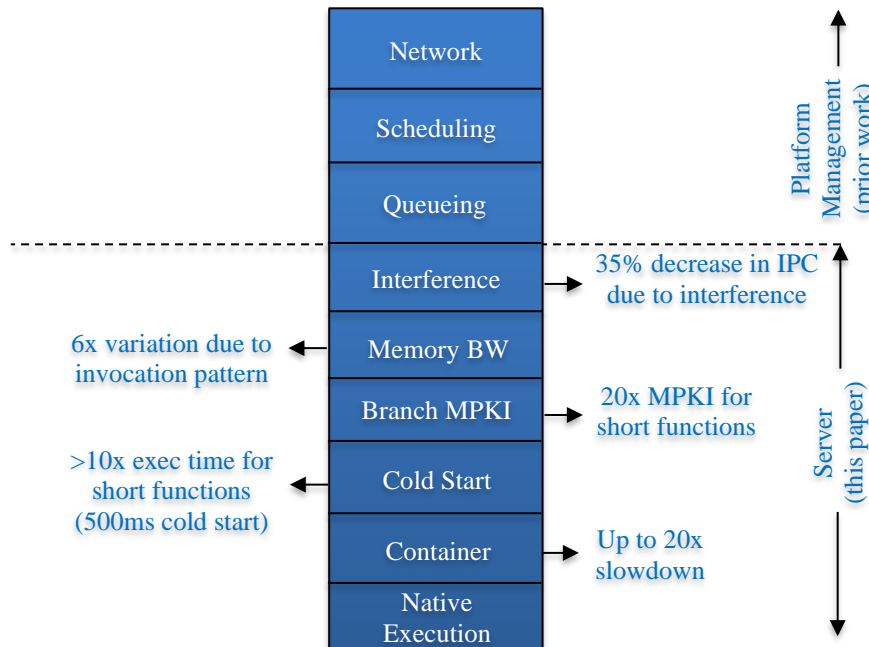 Network
Scheduling
Queueing
Interference
Memory BW
Branch MPKI
Cold Start
Container
Native
Execution
35% decrease in IPC
due to interference
6x variation due to
invocation pattern
20x MPKI for
short functions
>10x exec time for
short functions
(500ms cold start)
Up to 20x
slowdown
Platform
Management
(prior work)
Server
(this paper)